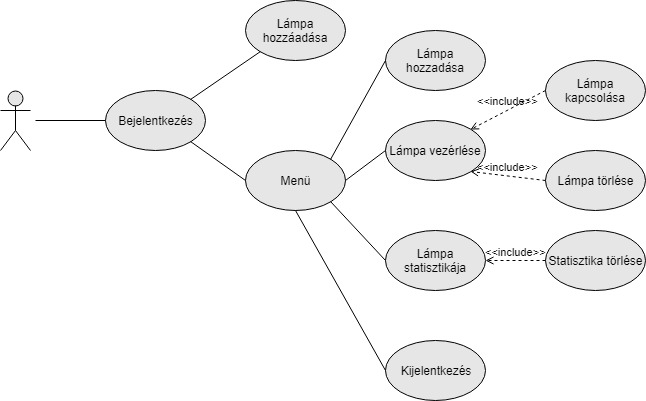 Lámpa
hozzáadása
Lámpa
hozzadása
Lámpa
kapcsolása
<<include>>
Bejelentkezés
Lámpa vezérlése
<<include>>
Menü
Lámpa törlése
Lámpa
statisztikája
<<include>>
Statisztika törlése
Kijelentkezés